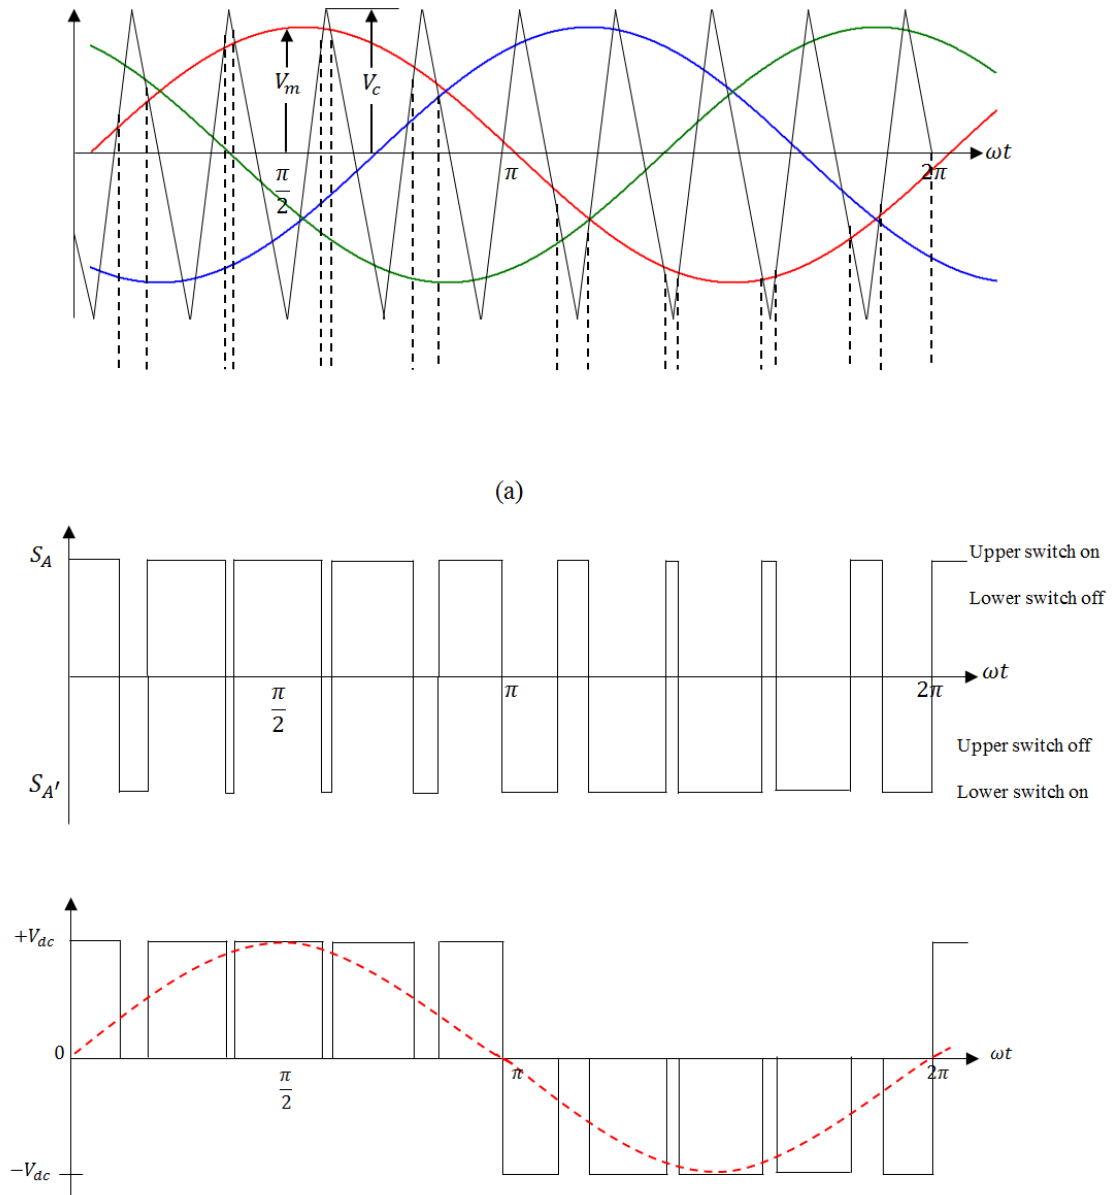 V_m
V_c
ωt
π/2
π
2π
(a)
S_A
Upper switch on
Lower switch off
ωt
π/2
π
2π
Upper switch off
S_A'
Lower switch on
+V_dc
0
ωt
π/2
π
2π
−V_dc